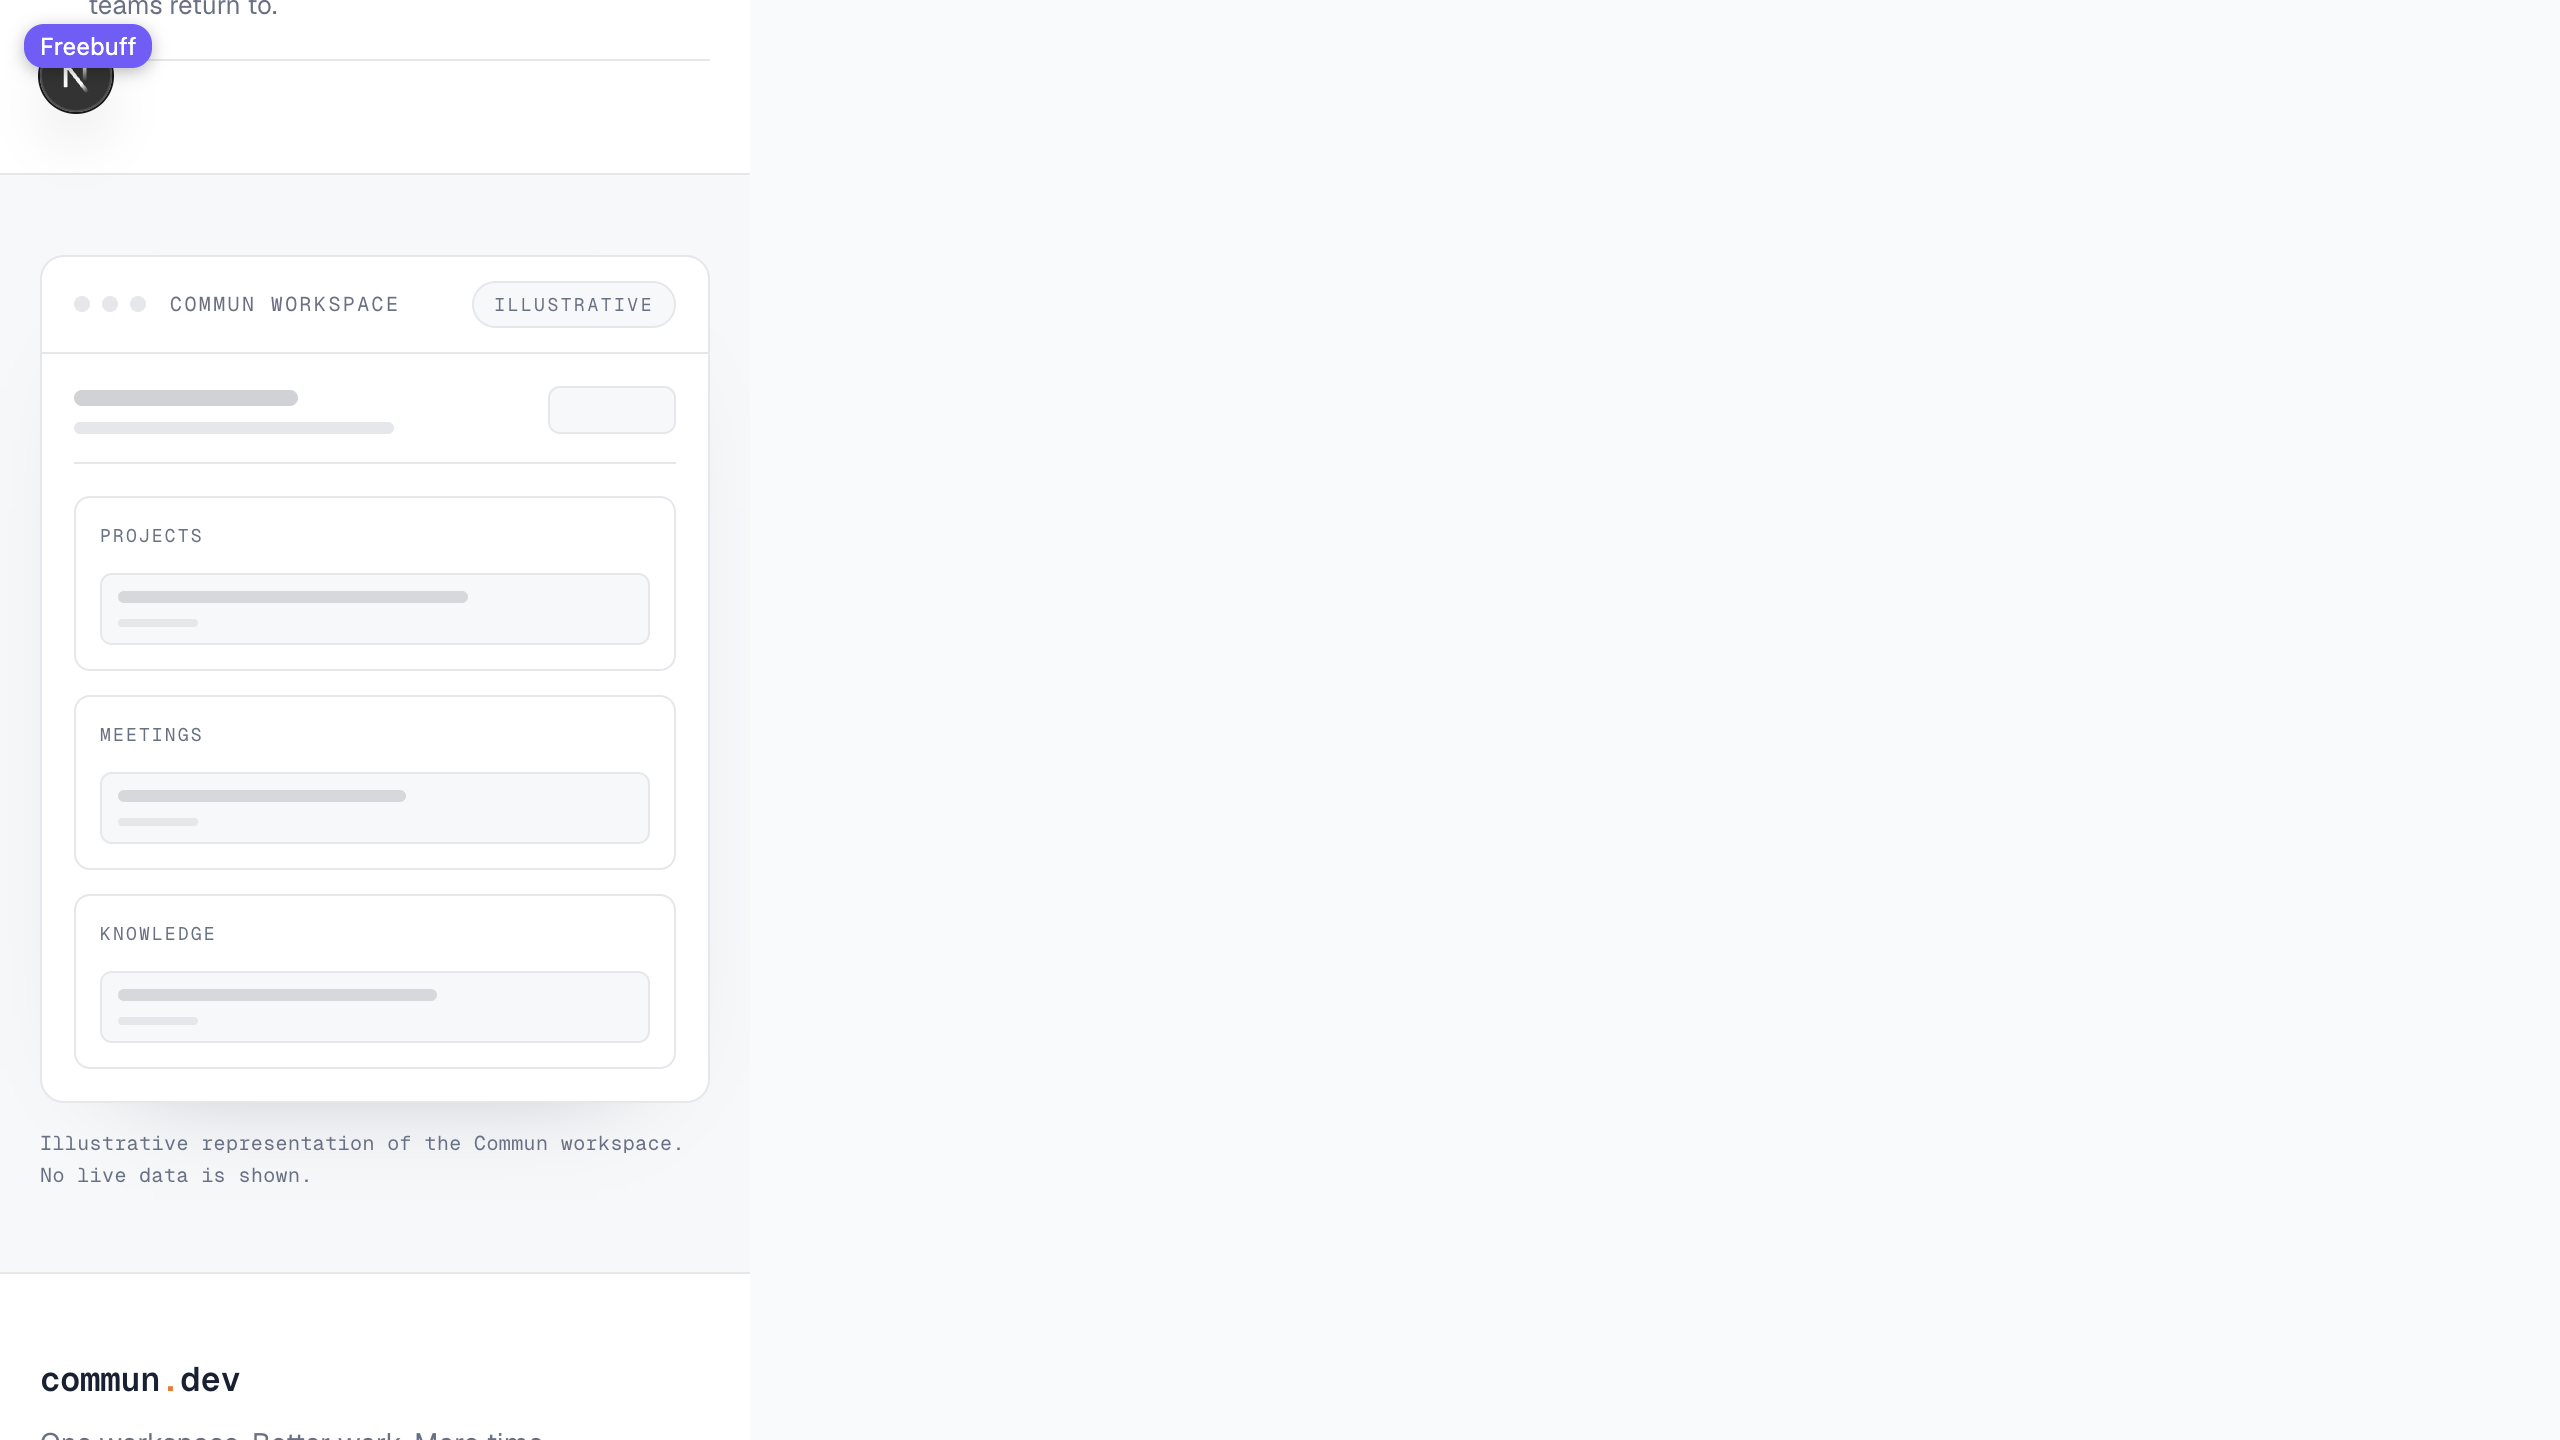 teams return to.
Freebuff
N
COMMUN WORKSPACE
ILLUSTRATIVE
PROJECTS
MEETINGS
KNOWLEDGE
Illustrative representation of the Commun workspace.
No live data is shown.
commun.dev
One workspace. Better work. More time